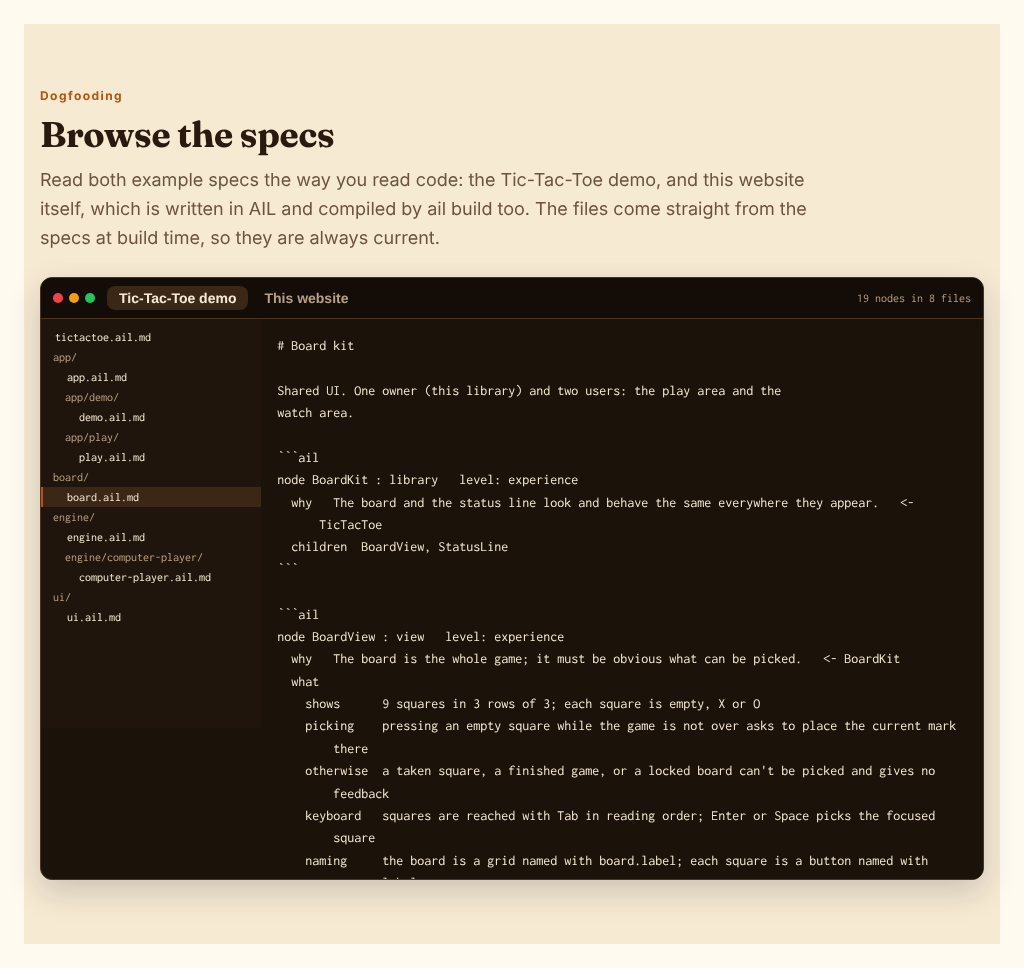 Dogfooding
Browse the specs
Read both example specs the way you read code: the Tic-Tac-Toe demo, and this website
itself, which is written in AIL and compiled by ail build too. The files come straight from the
specs at build time, so they are always current.
Tic-Tac-Toe demo
This website
19 nodes in 8 files
tictactoe.ail.md
app/
app.ail.md
app/demo/
demo.ail.md
app/play/
play.ail.md
board/
board.ail.md
engine/
engine.ail.md
engine/computer-player/
computer-player.ail.md
ui/
ui.ail.md
# Board kit
Shared UI. One owner (this library) and two users: the play area and the
watch area.
```ail
node BoardKit : library   level: experience
  why   The board and the status line look and behave the same everywhere they appear.   <-
      TicTacToe
  children  BoardView, StatusLine
```
```ail
node BoardView : view   level: experience
  why   The board is the whole game; it must be obvious what can be picked.   <- BoardKit
  what
    shows      9 squares in 3 rows of 3; each square is empty, X or O
    picking    pressing an empty square while the game is not over asks to place the current mark
        there
    otherwise  a taken square, a finished game, or a locked board can't be picked and gives no
        feedback
    keyboard   squares are reached with Tab in reading order; Enter or Space picks the focused
        square
    naming     the board is a grid named with board.label; each square is a button named with